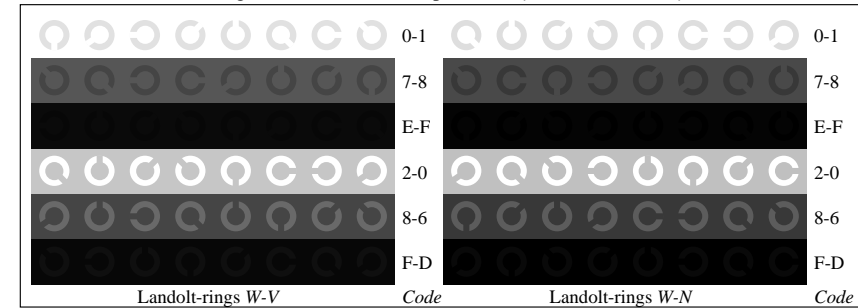 0-1 0-1
7-8 7-8
E-F E-F
2-0 2-0
8-6 8-6
F-D F-D
Landolt-rings W-V Code Landolt-rings W-N Code